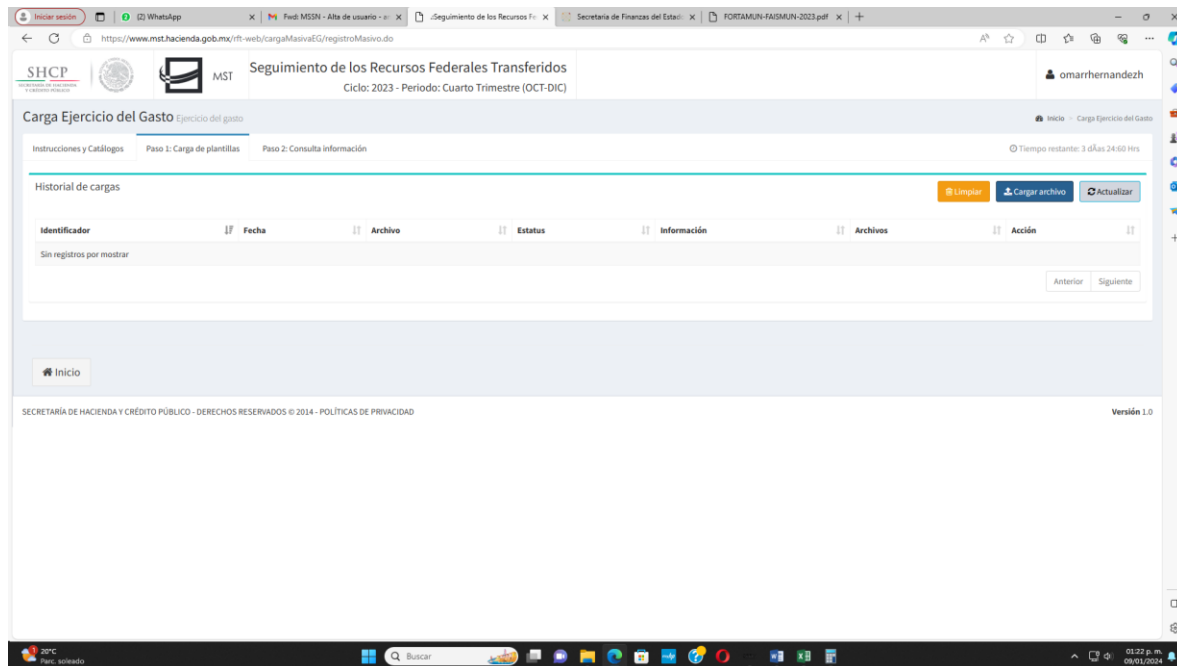 Iniciar sesión
(2) WhatsApp
Fwd: MSSN - Alta de usuario - 
Seguimiento de los Recursos Fe
Secretaria de Finanzas del Estad
FORTAMUN-FAISMUN-2023.pdf
https://www.mst.hacienda.gob.mx/rft-web/cargaMasivaEG/registroMasivo.do
SHCP
SECRETARÍA DE HACIENDA
Y CRÉDITO PÚBLICO
MST
Seguimiento de los Recursos Federales Transferidos
Ciclo: 2023 - Periodo: Cuarto Trimestre (OCT-DIC)
omarrhernandezh
Carga Ejercicio del Gasto Ejercicio del gasto
Inicio Carga Ejercicio del Gasto
Instrucciones y Catálogos Paso 1: Carga de plantillas Paso 2: Consulta información
Tiempo restante: 3 dÃas 24:60 Hrs
Historial de cargas
Limpiar Cargar archivo Actualizar
Identificador Fecha Archivo Estatus Información Archivos Acción
Sin registros por mostrar
Anterior Siguiente
Inicio
SECRETARÍA DE HACIENDA Y CRÉDITO PÚBLICO - DERECHOS RESERVADOS © 2014 - POLÍTICAS DE PRIVACIDAD
Versión 1.0
20°C
Parc. soleado
Buscar
01:22 p. m.
09/01/2024